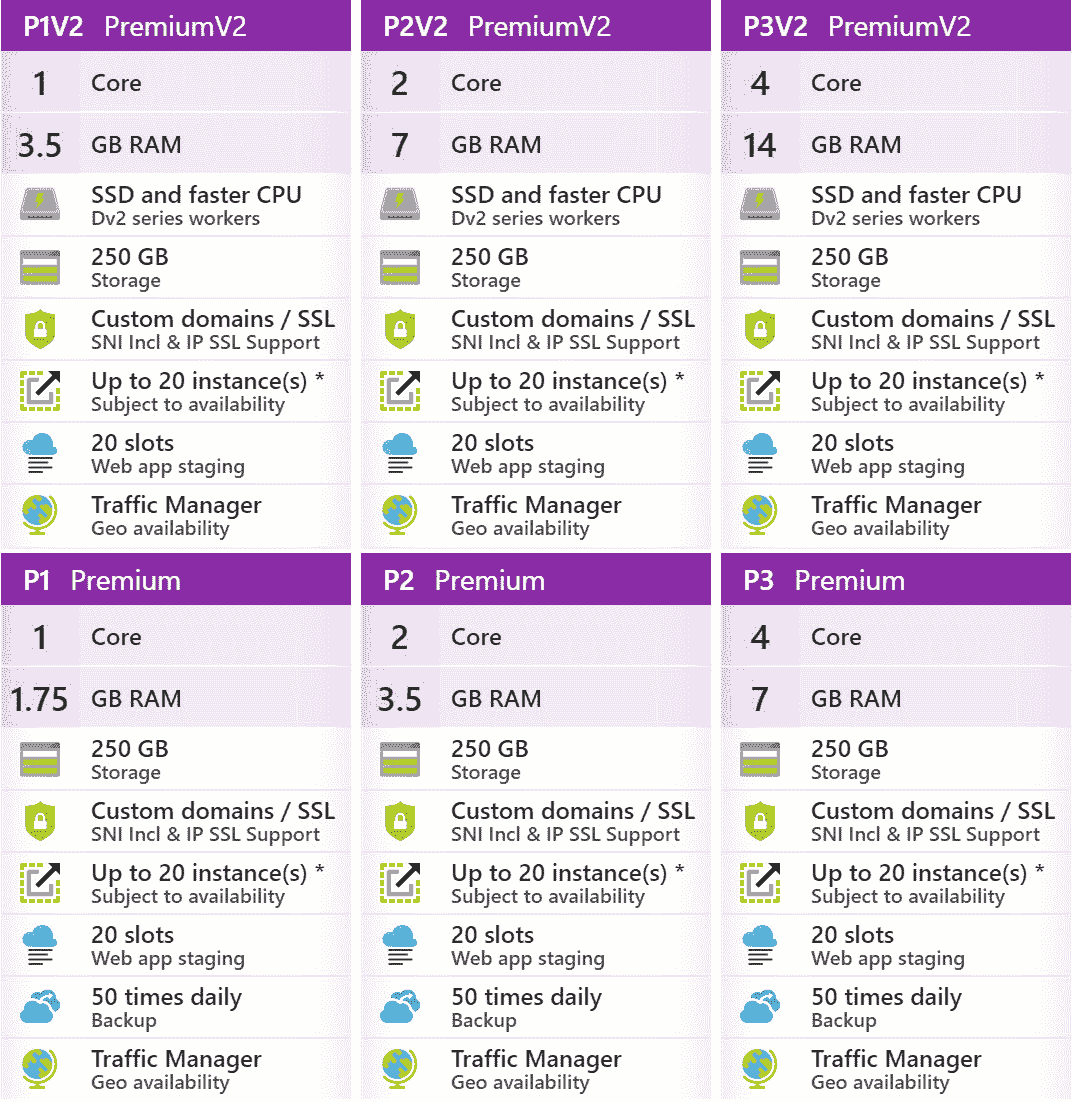 P1V2 PremiumV2
1 Core
3.5 GB RAM
SSD and faster CPU
Dv2 series workers
250 GB
Storage
Custom domains / SSL
SNI Incl & IP SSL Support
Up to 20 instance(s) *
Subject to availability
20 slots
Web app staging
Traffic Manager
Geo availability
P2V2 PremiumV2
2 Core
7 GB RAM
SSD and faster CPU
Dv2 series workers
250 GB
Storage
Custom domains / SSL
SNI Incl & IP SSL Support
Up to 20 instance(s) *
Subject to availability
20 slots
Web app staging
Traffic Manager
Geo availability
P3V2 PremiumV2
4 Core
14 GB RAM
SSD and faster CPU
Dv2 series workers
250 GB
Storage
Custom domains / SSL
SNI Incl & IP SSL Support
Up to 20 instance(s) *
Subject to availability
20 slots
Web app staging
Traffic Manager
Geo availability
P1 Premium
1 Core
1.75 GB RAM
250 GB
Storage
Custom domains / SSL
SNI Incl & IP SSL Support
Up to 20 instance(s) *
Subject to availability
20 slots
Web app staging
50 times daily
Backup
Traffic Manager
Geo availability
P2 Premium
2 Core
3.5 GB RAM
250 GB
Storage
Custom domains / SSL
SNI Incl & IP SSL Support
Up to 20 instance(s) *
Subject to availability
20 slots
Web app staging
50 times daily
Backup
Traffic Manager
Geo availability
P3 Premium
4 Core
7 GB RAM
250 GB
Storage
Custom domains / SSL
SNI Incl & IP SSL Support
Up to 20 instance(s) *
Subject to availability
20 slots
Web app staging
50 times daily
Backup
Traffic Manager
Geo availability